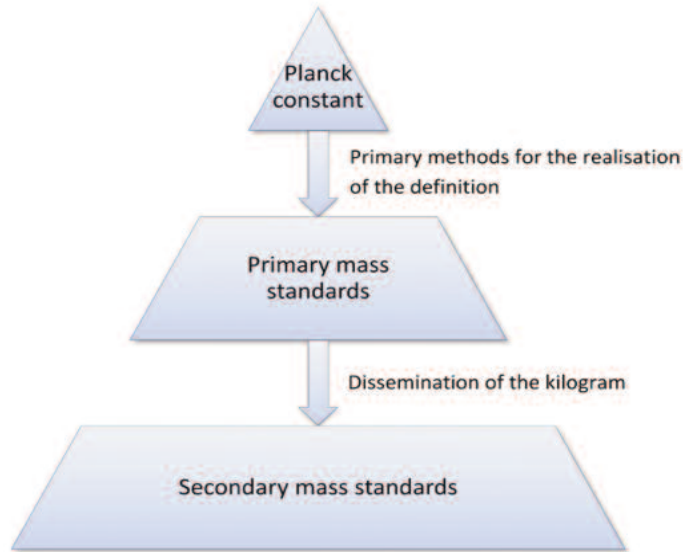 Planck
constant
Primary methods for the realisation
of the definition
Primary mass
standards
Dissemination of the kilogram
Secondary mass standards